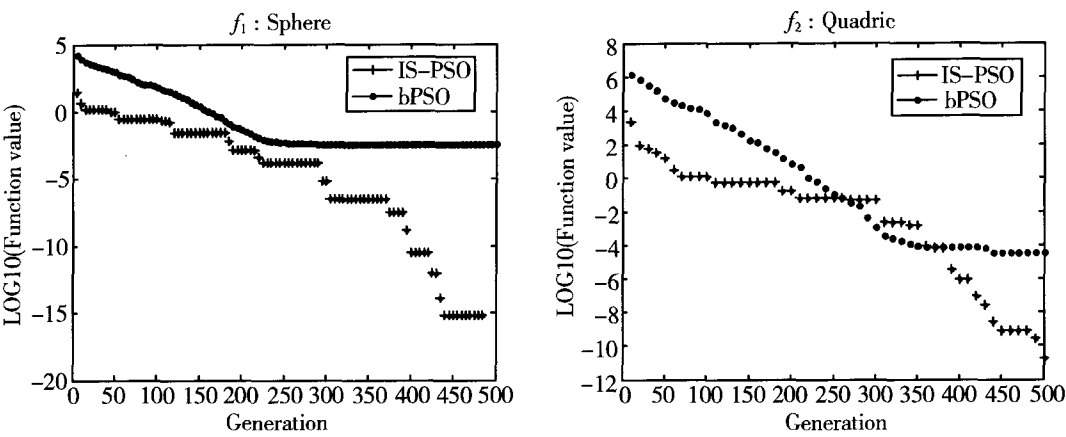 f₁ : Sphere
LOG10(Function value)
5
0
−5
−10
−15
−20
IS−PSO
bPSO
0 50 100 150 200 250 300 350 400 450 500
Generation
f₂ : Quadric
LOG10(Function value)
8
6
4
2
0
−2
−4
−6
−8
−10
−12
IS−PSO
bPSO
0 50 100 150 200 250 300 350 400 450 500
Generation